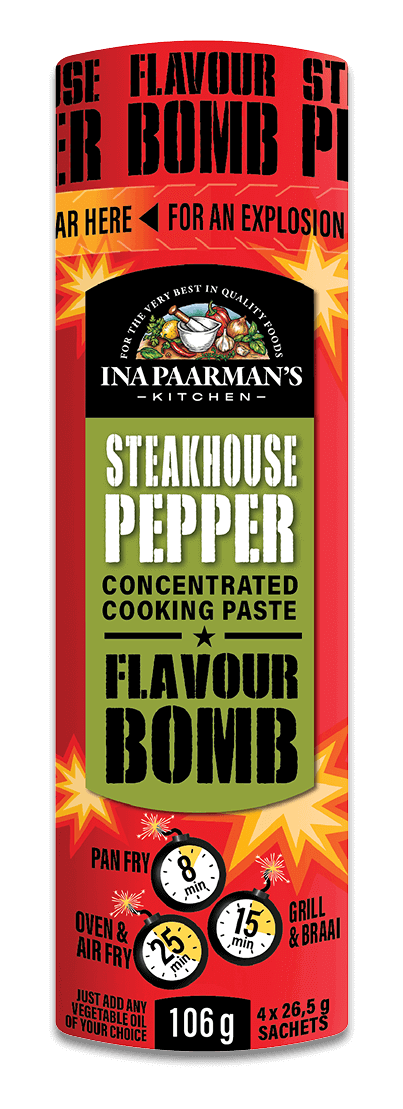 USE FLAVOUR ST
ER BOMB PE
AR HERE ◀ FOR AN EXPLOSION
FOR THE VERY BEST IN QUALITY FOODS
INA PAARMAN'S
– KITCHEN –
STEAKHOUSE
PEPPER
CONCENTRATED
COOKING PASTE
★
FLAVOUR
BOMB
PAN FRY
8
min
OVEN &
AIR FRY
25
min
15
min
GRILL
& BRAAI
JUST ADD ANY
VEGETABLE OIL
OF YOUR CHOICE
106 g
4 x 26,5 g
SACHETS